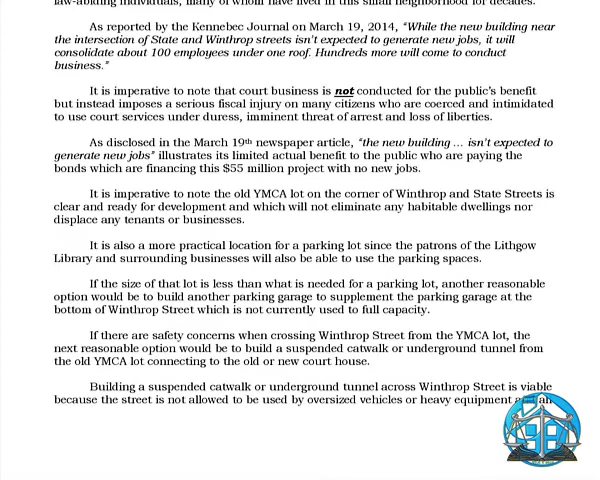 law-abiding individuals, many of whom have lived in this small neighborhood for decades.
As reported by the Kennebec Journal on March 19, 2014, “While the new building near
the intersection of State and Winthrop streets isn’t expected to generate new jobs, it will
consolidate about 100 employees under one roof. Hundreds more will come to conduct
business.”
It is imperative to note that court business is not conducted for the public’s benefit
but instead imposes a serious fiscal injury on many citizens who are coerced and intimidated
to use court services under duress, imminent threat of arrest and loss of liberties.
As disclosed in the March 19th newspaper article, “the new building ... isn’t expected to
generate new jobs” illustrates its limited actual benefit to the public who are paying the
bonds which are financing this $55 million project with no new jobs.
It is imperative to note the old YMCA lot on the corner of Winthrop and State Streets is
clear and ready for development and which will not eliminate any habitable dwellings nor
displace any tenants or businesses.
It is also a more practical location for a parking lot since the patrons of the Lithgow
Library and surrounding businesses will also be able to use the parking spaces.
If the size of that lot is less than what is needed for a parking lot, another reasonable
option would be to build another parking garage to supplement the parking garage at the
bottom of Winthrop Street which is not currently used to full capacity.
If there are safety concerns when crossing Winthrop Street from the YMCA lot, the
next reasonable option would be to build a suspended catwalk or underground tunnel from
the old YMCA lot connecting to the old or new court house.
Building a suspended catwalk or underground tunnel across Winthrop Street is viable
because the street is not allowed to be used by oversized vehicles or heavy equipment